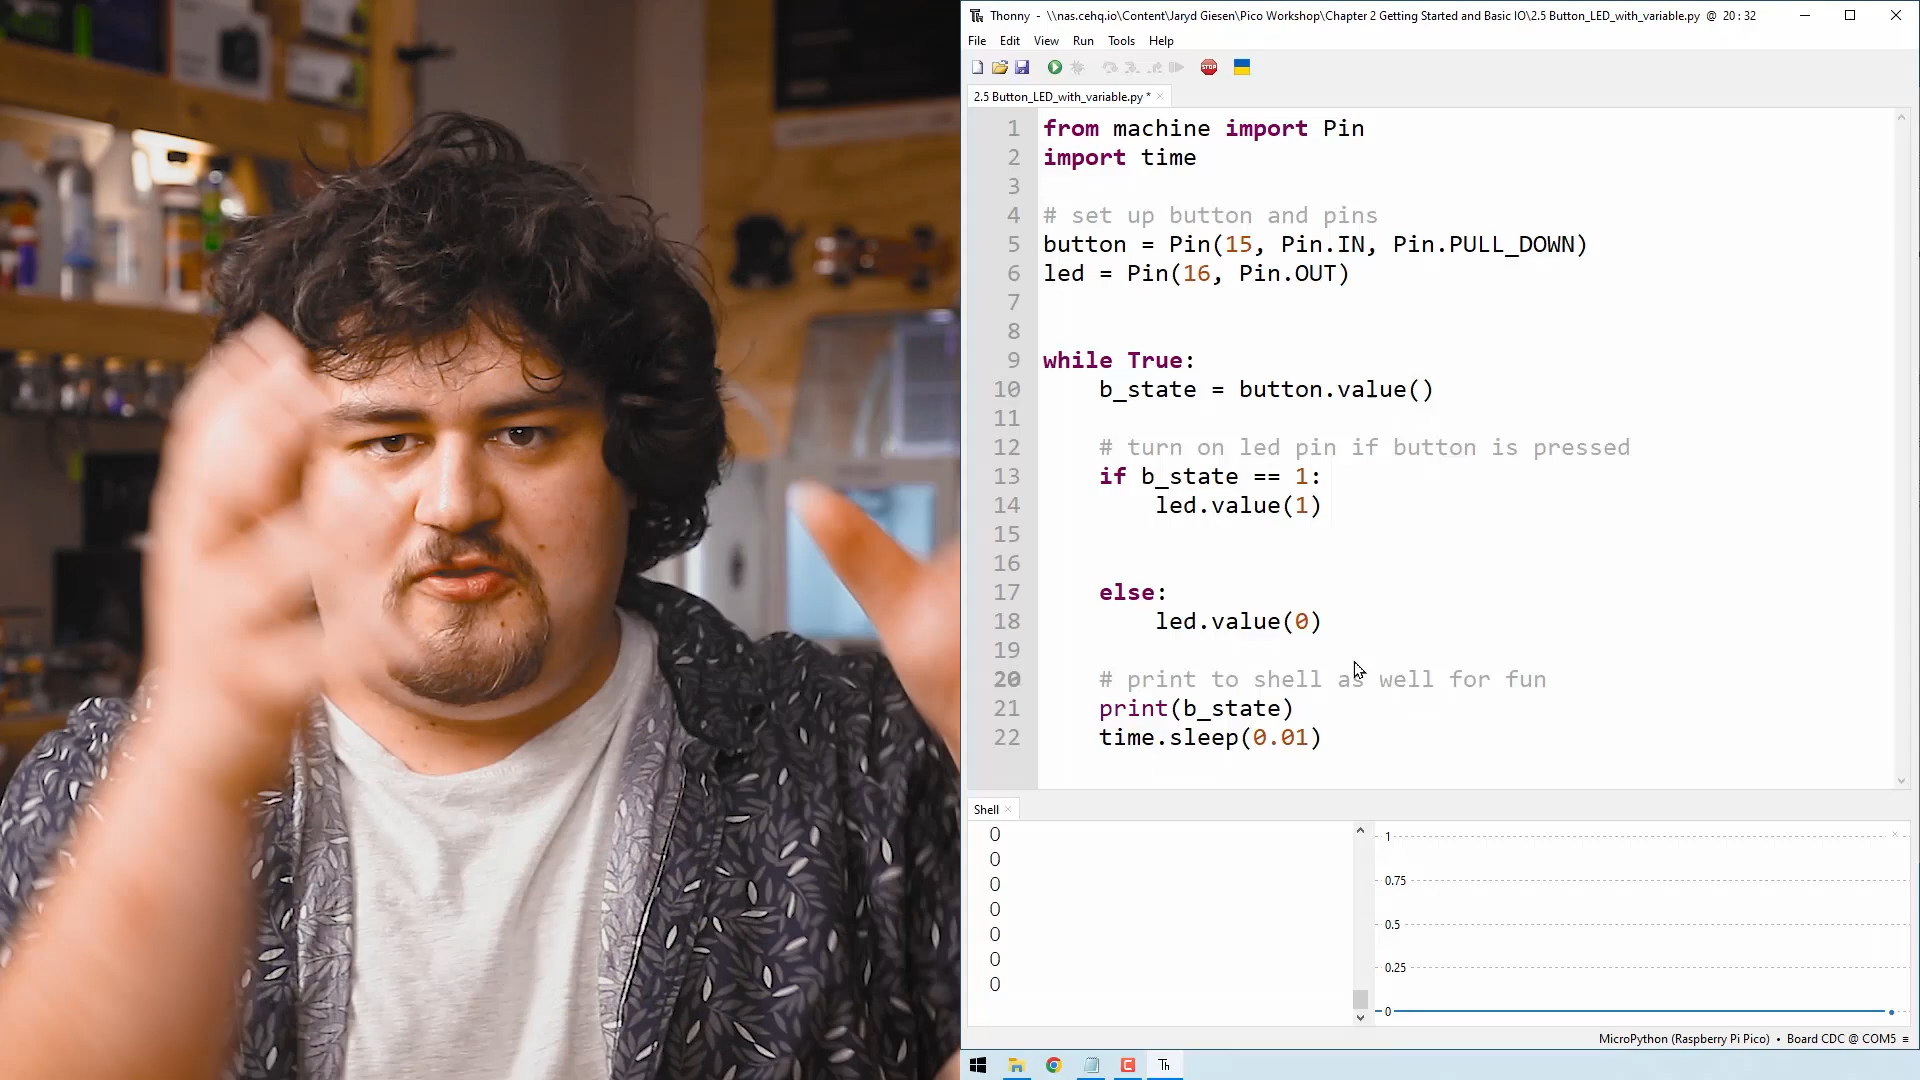 Thonny - \\nas.cehq.io\Content\Jaryd Giesen\Pico Workshop\Chapter 2 Getting Started and Basic IO\2.5 Button_LED_with_variable.py @ 20 : 32
File Edit View Run Tools Help
STOP
2.5 Button_LED_with_variable.py *
1 from machine import Pin
2 import time
3
4 # set up button and pins
5 button = Pin(15, Pin.IN, Pin.PULL_DOWN)
6 led = Pin(16, Pin.OUT)
7
8
9 while True:
10 b_state = button.value()
11
12 # turn on led pin if button is pressed
13 if b_state == 1:
14 led.value(1)
15
16
17 else:
18 led.value(0)
19
20 # print to shell as well for fun
21 print(b_state)
22 time.sleep(0.01)
Shell
0
0
0
0
0
0
0
1
0.75
0.5
0.25
0
MicroPython (Raspberry Pi Pico) • Board CDC @ COM5 ≡
Th